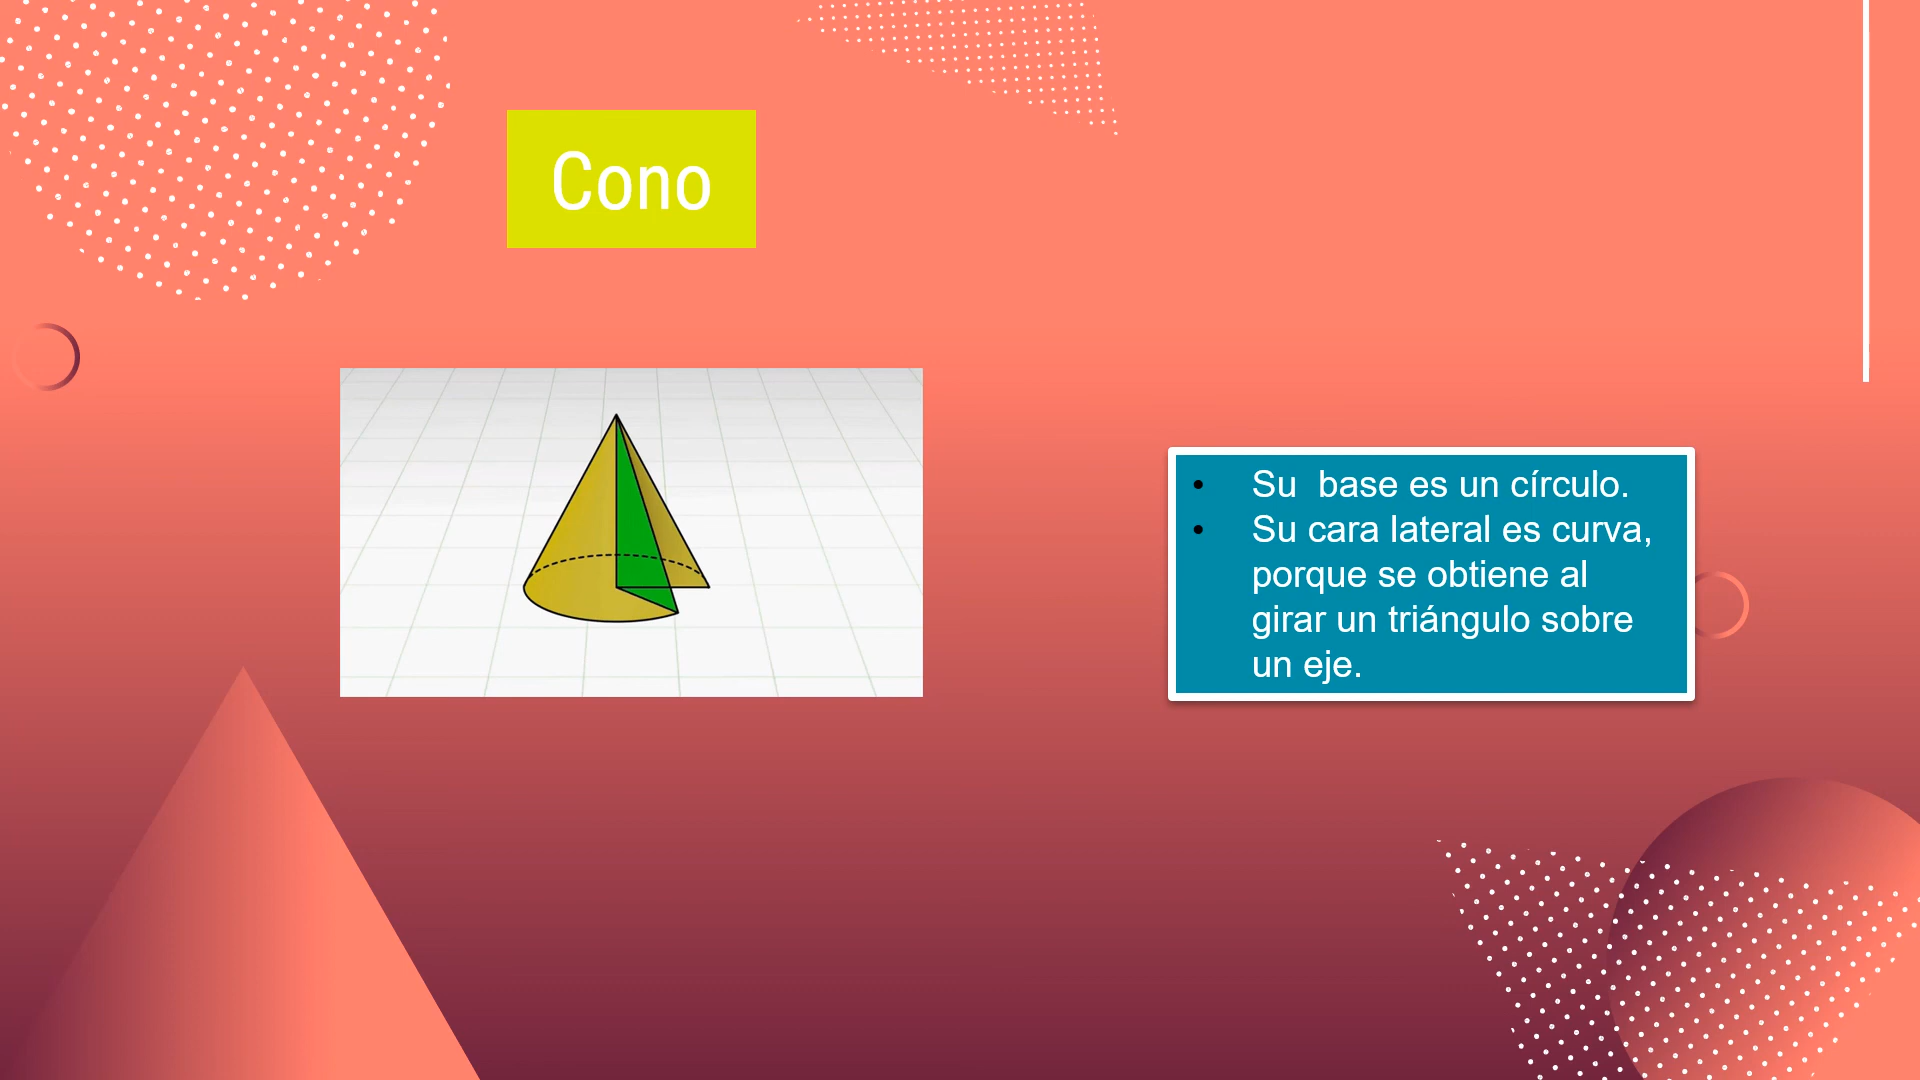 Cono
• Su  base es un círculo.
• Su cara lateral es curva,
porque se obtiene al
girar un triángulo sobre
un eje.